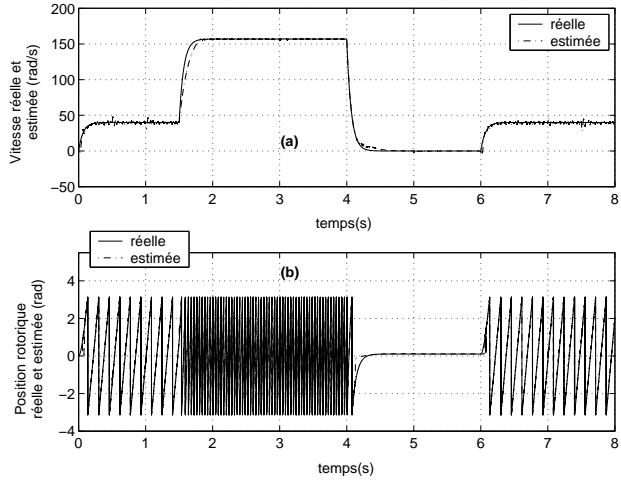 200
150
100
50
0
−50
Vitesse réelle et
estimée (rad/s)
réelle
estimée
(a)
0 1 2 3 4 5 6 7 8
temps(s)
réelle
estimée
(b)
4
2
0
−2
−4
Position rotorique
réelle et estimée (rad)
0 1 2 3 4 5 6 7 8
temps(s)